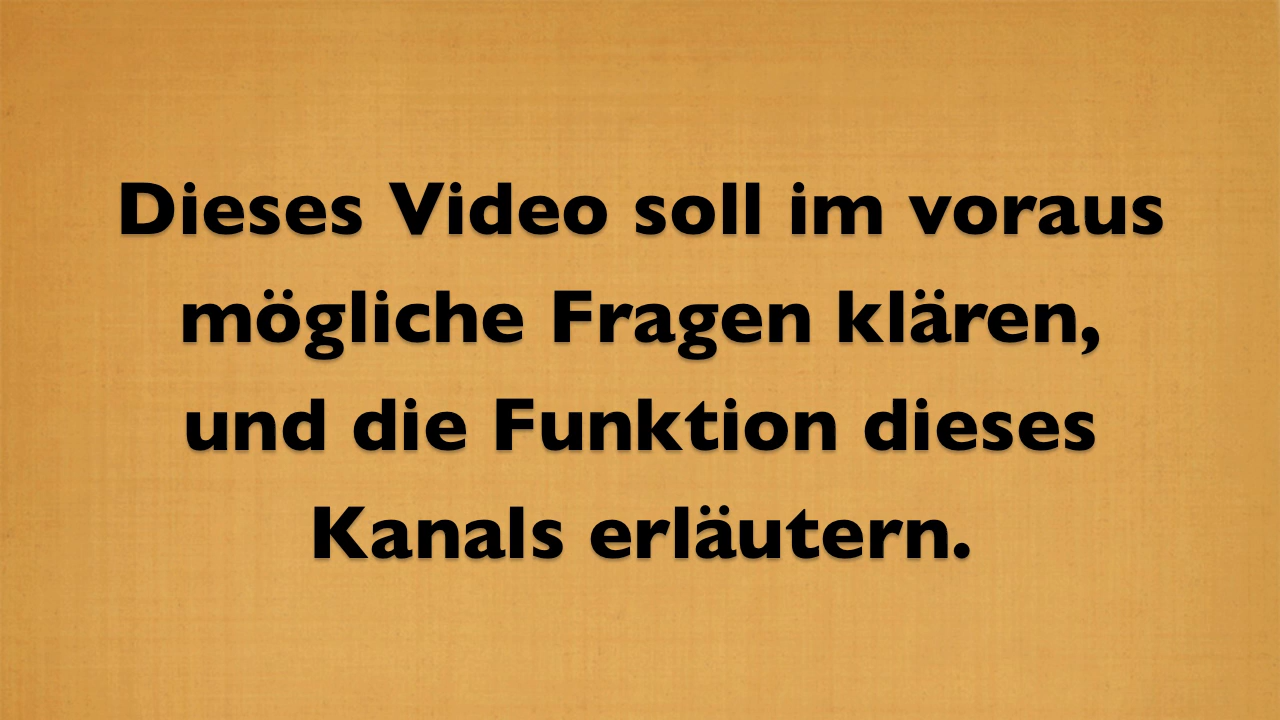 Dieses Video soll im voraus
mögliche Fragen klären,
und die Funktion dieses
Kanals erläutern.